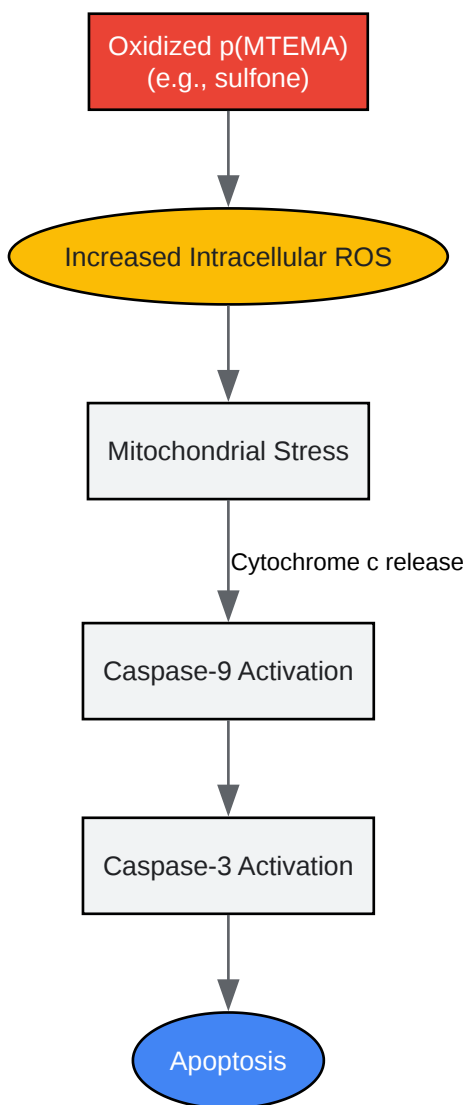 Oxidized p(MTEMA)
(e.g., sulfone)
Increased Intracellular ROS
Mitochondrial Stress
Cytochrome c release
Caspase-9 Activation
Caspase-3 Activation
Apoptosis